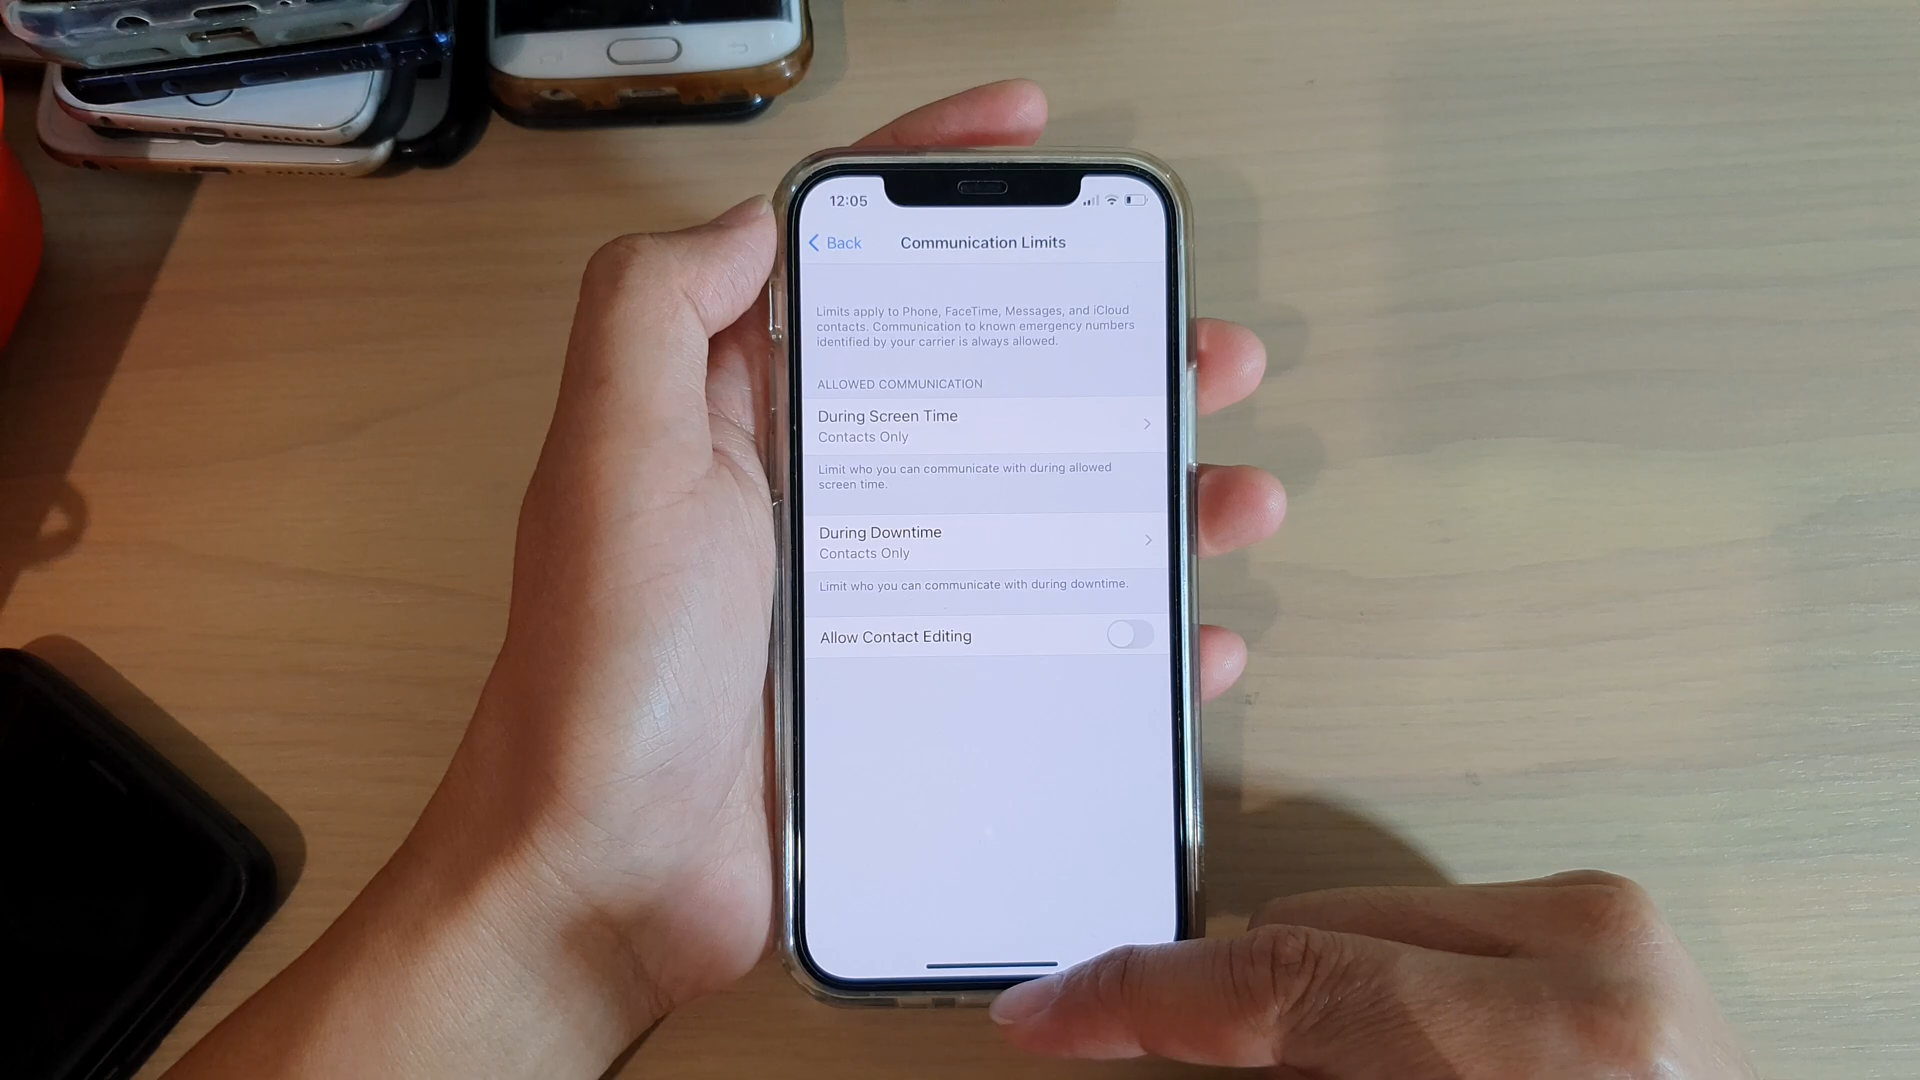 12:05
Back
Communication Limits
Limits apply to Phone, FaceTime, Messages, and iCloud
contacts. Communication to known emergency numbers
identified by your carrier is always allowed.
ALLOWED COMMUNICATION
During Screen Time
Contacts Only
Limit who you can communicate with during allowed
screen time.
During Downtime
Contacts Only
Limit who you can communicate with during downtime.
Allow Contact Editing